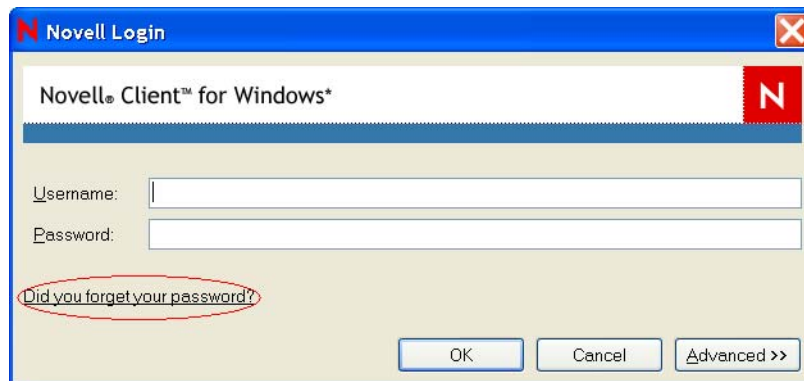 N Novell Login
Novell® Client™ for Windows*
N
Username:
Password:
Did you forget your password?
OK Cancel Advanced >>